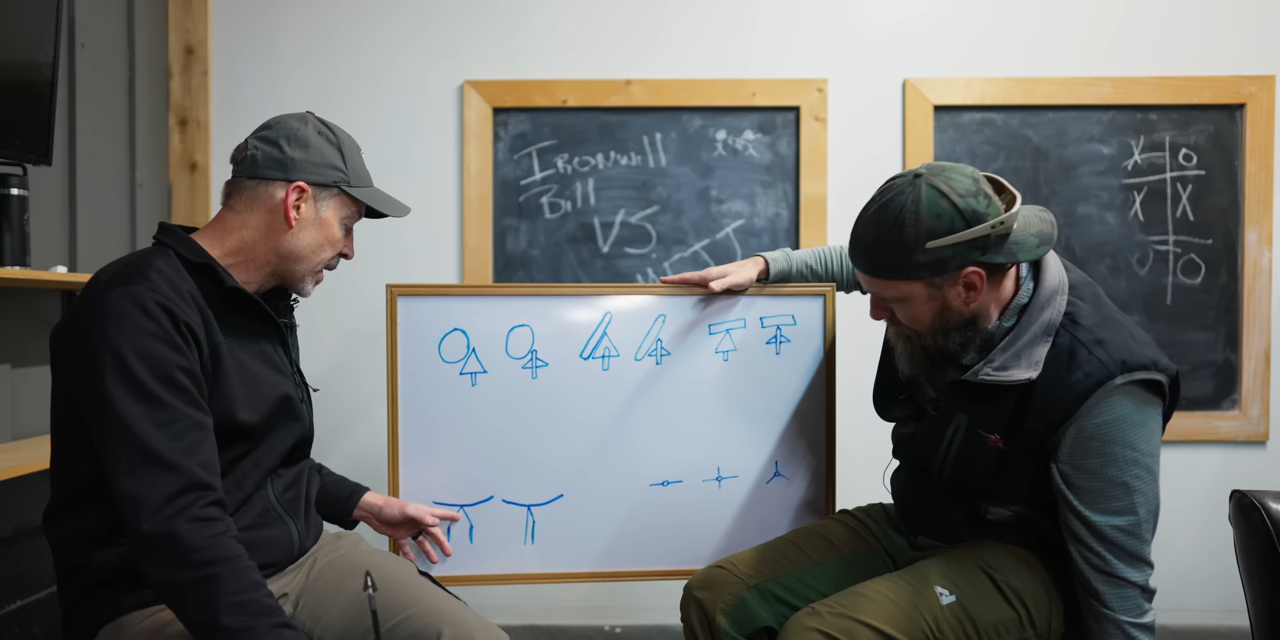 Ironwill
Bill
VS
X O
X X
O O